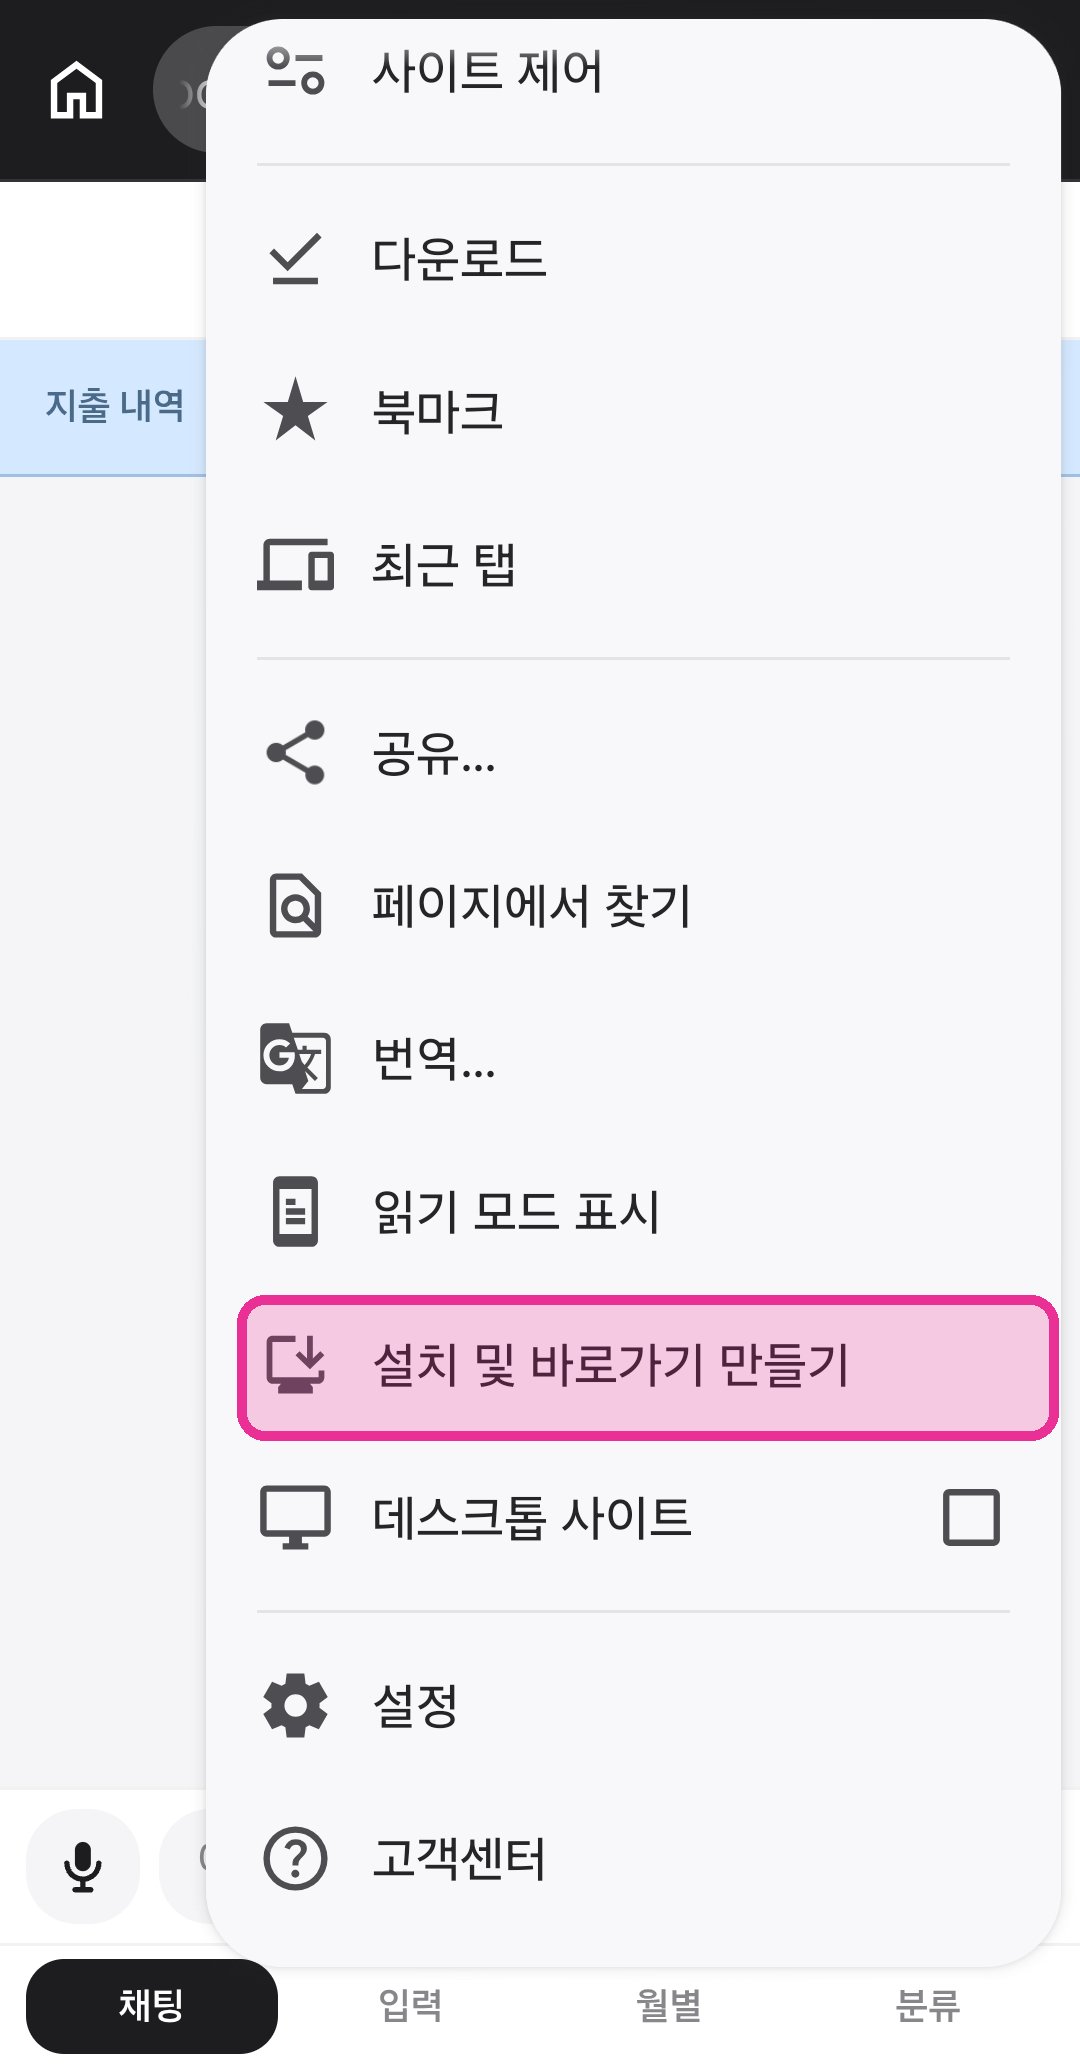 사이트 제어
다운로드
북마크
지출 내역
최근 탭
공유...
페이지에서 찾기
번역...
읽기 모드 표시
설치 및 바로가기 만들기
데스크톱 사이트
설정
고객센터
채팅
입력
월별
분류